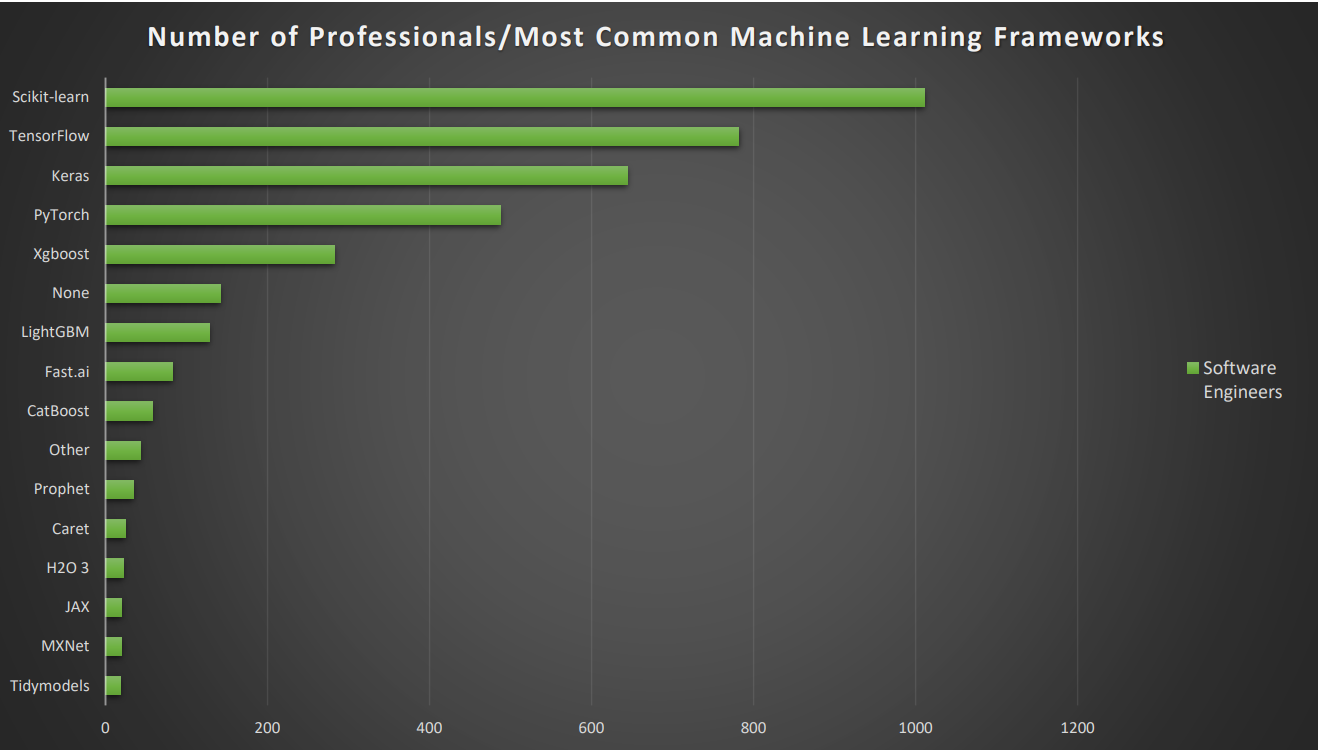 Number of Professionals/Most Common Machine Learning Frameworks
Scikit-learn
TensorFlow
Keras
PyTorch
Xgboost
None
LightGBM
Fast.ai
CatBoost
Other
Prophet
Caret
H2O 3
JAX
MXNet
Tidymodels
0 200 400 600 800 1000 1200
Software
Engineers